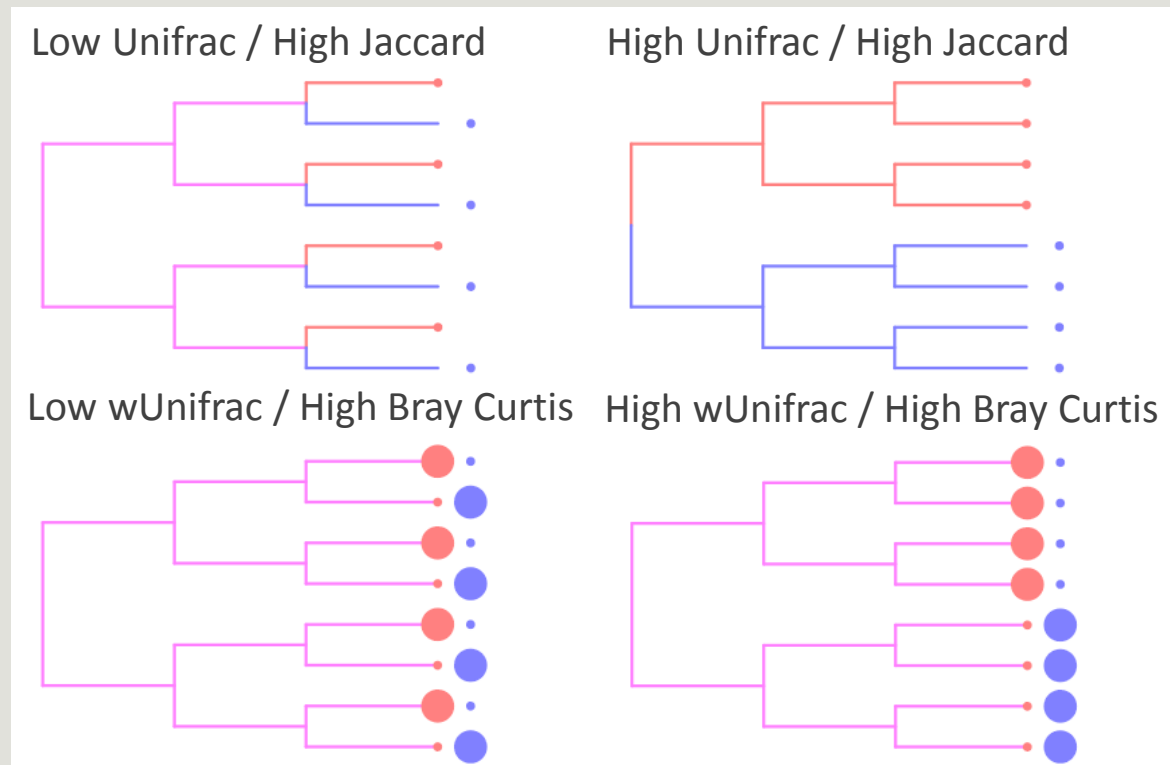 Low Unifrac / High Jaccard
High Unifrac / High Jaccard
Low wUnifrac / High Bray Curtis
High wUnifrac / High Bray Curtis